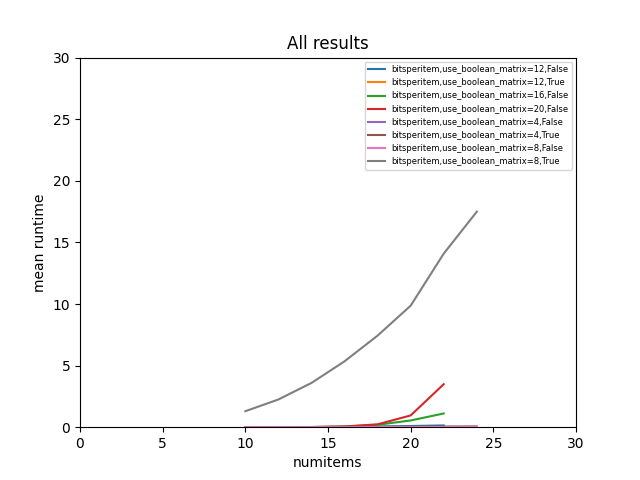 All results
30
25
20
15
10
5
0
mean runtime
bitsperitem,use_boolean_matrix=12,False
bitsperitem,use_boolean_matrix=12,True
bitsperitem,use_boolean_matrix=16,False
bitsperitem,use_boolean_matrix=20,False
bitsperitem,use_boolean_matrix=4,False
bitsperitem,use_boolean_matrix=4,True
bitsperitem,use_boolean_matrix=8,False
bitsperitem,use_boolean_matrix=8,True
0 5 10 15 20 25 30
numitems